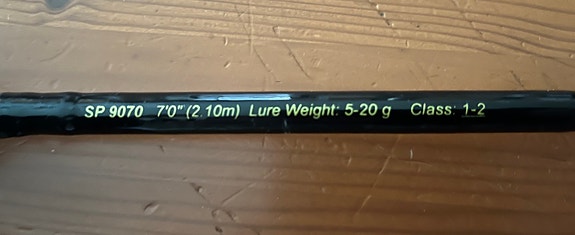 SP 9070 7'0" (2.10m) Lure Weight: 5-20 g Class: 1-2